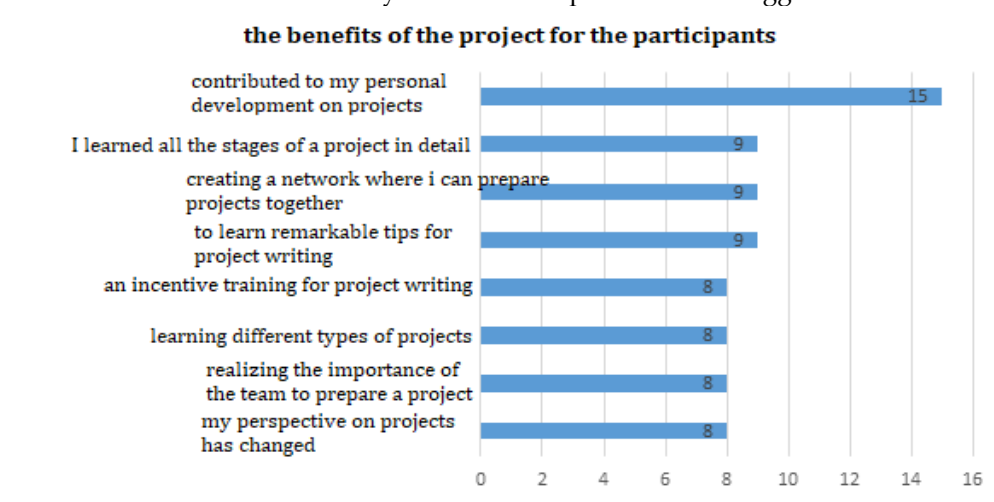 the benefits of the project for the participants
contributed to my personal
development on projects
15
I learned all the stages of a project in detail
9
creating a network where i can prepare
projects together
9
to learn remarkable tips for
project writing
9
an incentive training for project writing
8
learning different types of projects
8
realizing the importance of
the team to prepare a project
8
my perspective on projects
has changed
8
0 2 4 6 8 10 12 14 16